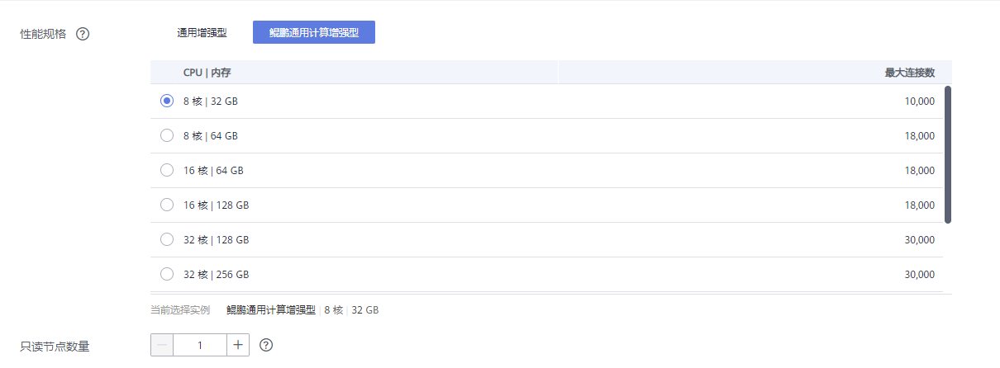 性能规格 ? 通用增强型 鲲鹏通用计算增强型
CPU | 内存 最大连接数
8 核 | 32 GB 10,000
8 核 | 64 GB 18,000
16 核 | 64 GB 18,000
16 核 | 128 GB 18,000
32 核 | 128 GB 30,000
32 核 | 256 GB 30,000
当前选择实例 鲲鹏通用计算增强型 | 8 核 | 32 GB
只读节点数量 — 1 + ?